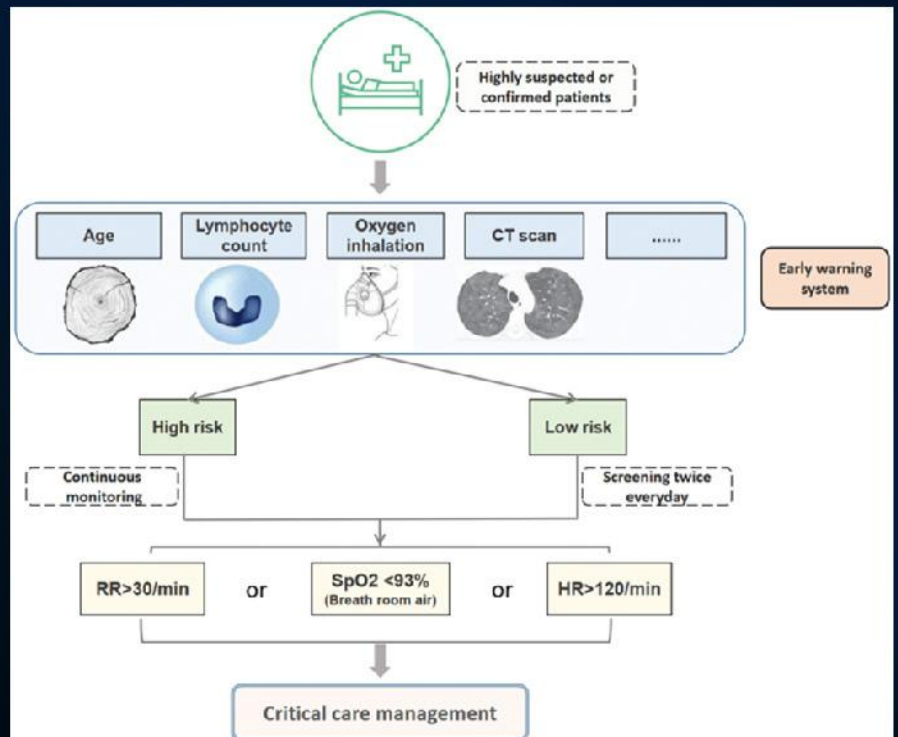 Highly suspected or
confirmed patients
Age
Lymphocyte
count
Oxygen
inhalation
CT scan
......
Early warning
system
High risk
Low risk
Continuous
monitoring
Screening twice
everyday
RR>30/min
or
SpO2 <93%
(Breath room air)
or
HR>120/min
Critical care management